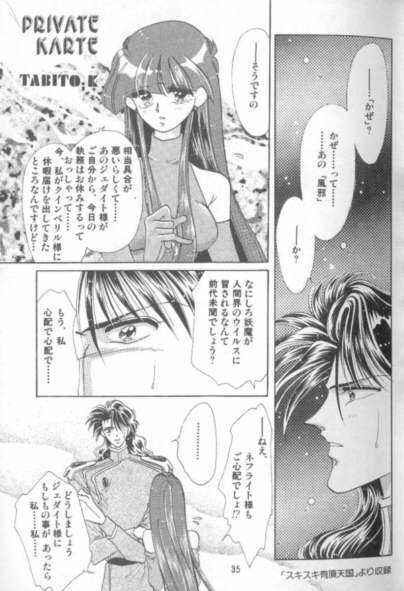 PRIVATE
KARTE
TABITO.K
――「かぜ」?
かぜ……って……
……あの「風邪」
――か?
――そうですの
相当具合が
悪いらしくて……
あのジェダイト様が
ご自分から、今日の
執務はお休みするって
おっしゃって……
今、私がクインベリル様に
休暇届けを出してきた
ところなんですけど…
なにしろ妖魔が
人間界のウイルスに
冒されるなんて
前代未聞でしょう?
もう、私
心配で心配で……
――ねえ、
ネフライト様も
ご心配でしょ!?
………
どうしましょう
ジェダイト様に
もしもの事があったら
私……私……
35
「スキスキ有頂天国」より収録